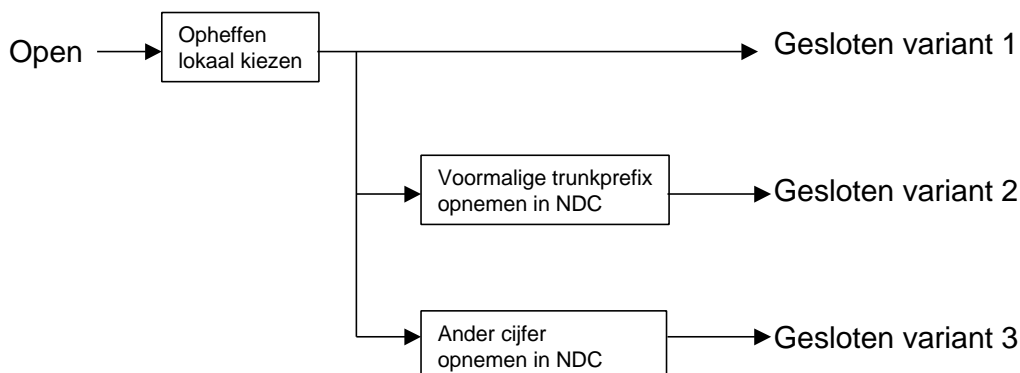 Open
Opheffen
lokaal kiezen
Gesloten variant 1
Voormalige trunkprefix
opnemen in NDC
Gesloten variant 2
Ander cijfer
opnemen in NDC
Gesloten variant 3